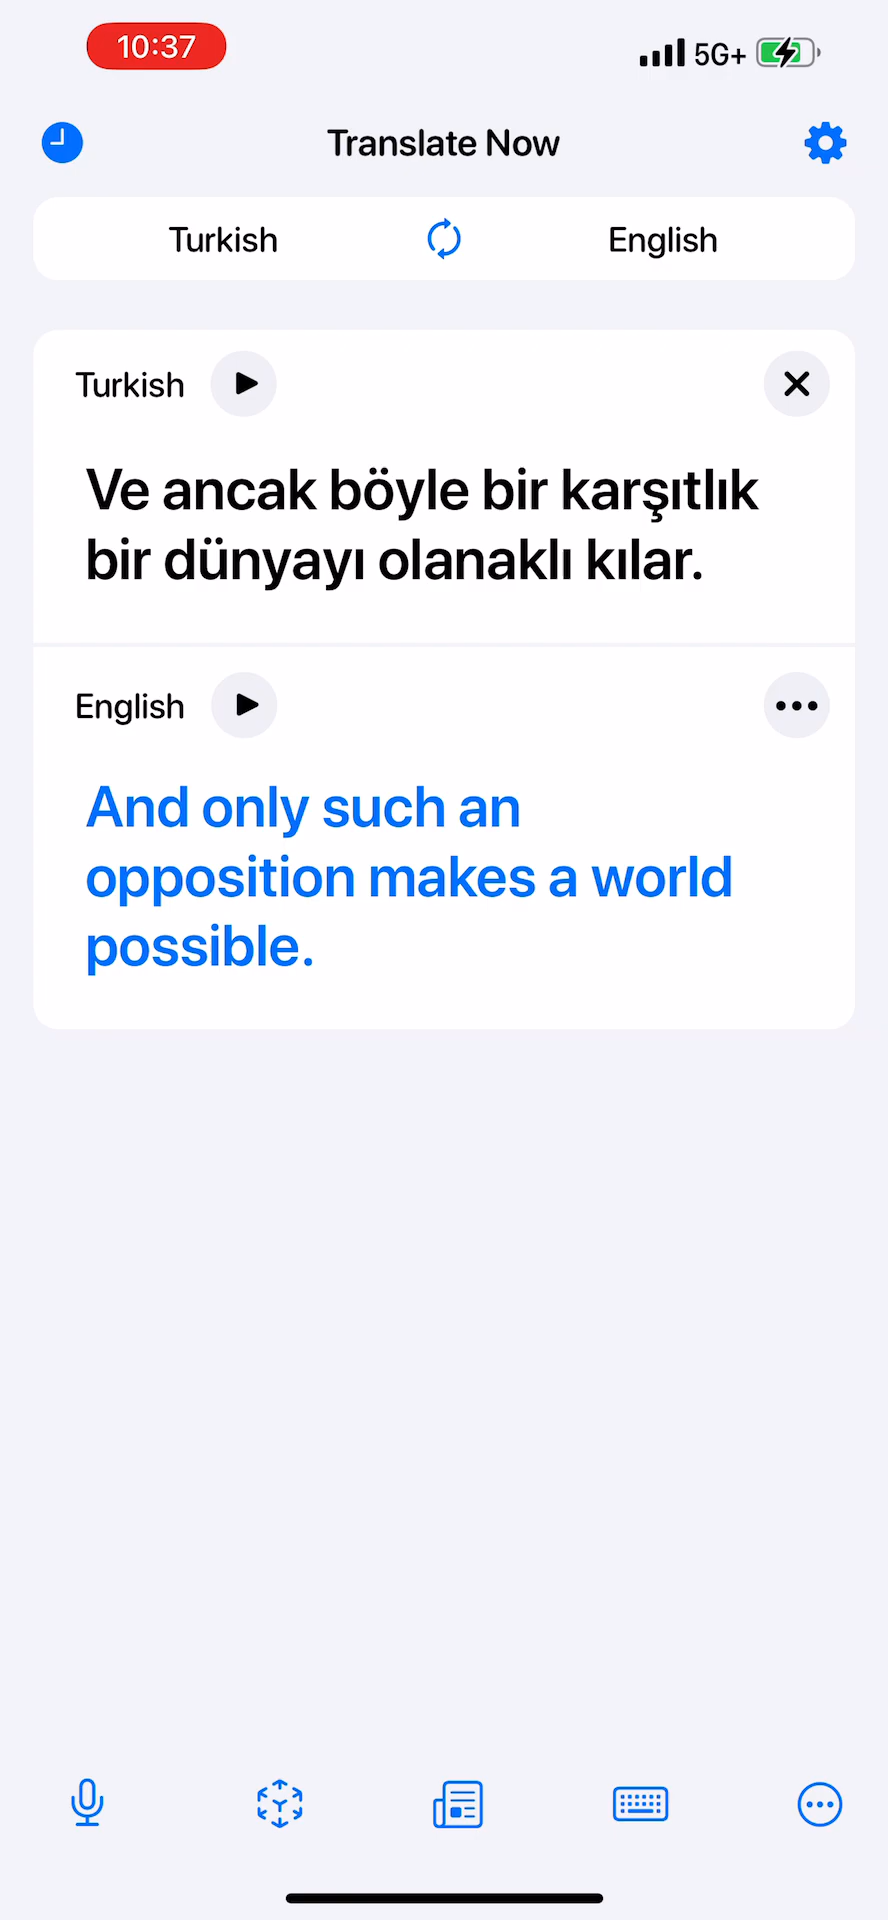 10:37
5G+
Translate Now
Turkish
English
Turkish
Ve ancak böyle bir karşıtlık
bir dünyayı olanaklı kılar.
English
And only such an
opposition makes a world
possible.